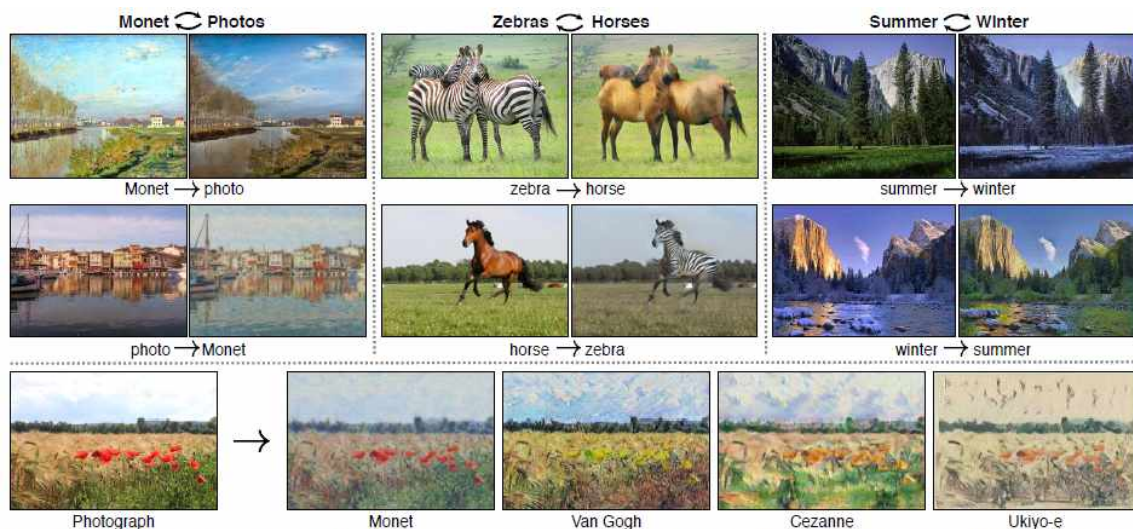 Monet Photos
Zebras Horses
Summer Winter
Monet → photo
zebra → horse
summer → winter
photo → Monet
horse → zebra
winter → summer
Photograph
Monet
Van Gogh
Cezanne
Ukiyo-e